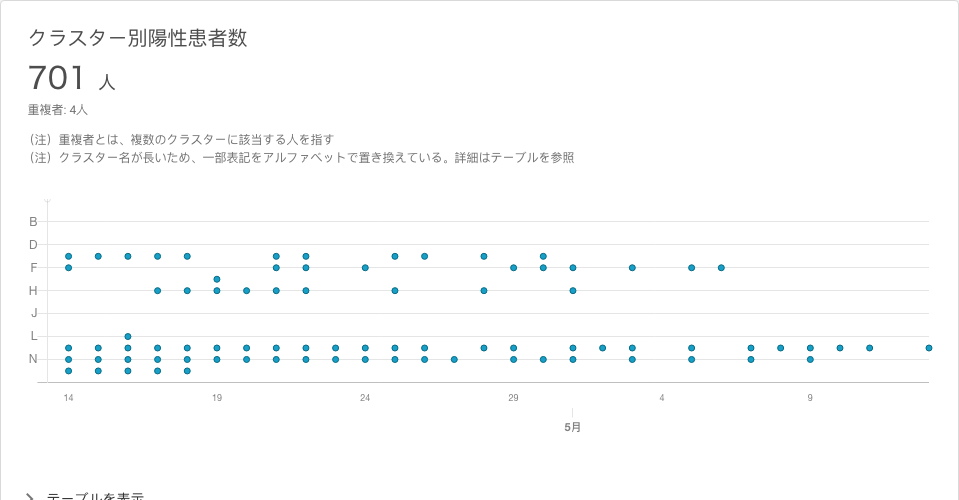 クラスター別陽性患者数
701 人
重複者: 4人
（注）重複者とは、複数のクラスターに該当する人を指す
（注）クラスター名が長いため、一部表記をアルファベットで置き換えている。詳細はテーブルを参照
B
D
F
H
J
L
N
14 19 24 29 4 9
5月
テーブルを表示